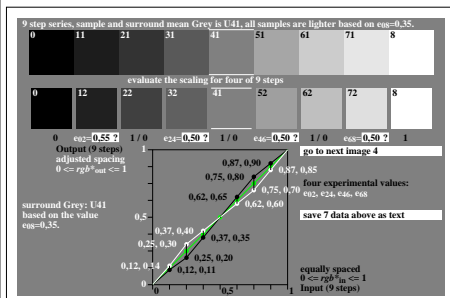 9 step series, sample and surround mean Grey is U41, all samples are lighter based on e08=0,35.
0 11 21 31 41 51 61 71 8
evaluate the scaling for four of 9 steps
0 12 22 32 41 52 62 72 8
0 e02= 0,55 ? 1 / 0 e24= 0,50 ? 1 / 0 e46= 0,50 ? 1 / 0 e68= 0,50 ? 1
Output (9 steps)
adjusted spacing
0 <= rgb*out <= 1
surround Grey: U41
based on the value
e08=0,35.
1
0,5
0
0 0,5 1
0,87, 0,90
0,75, 0,80
0,62, 0,65
0,37, 0,40
0,25, 0,30
0,12, 0,14
0,87, 0,85
0,75, 0,70
0,62, 0,60
0,37, 0,35
0,25, 0,20
0,12, 0,11
go to next image 4
four experimental values:
e02, e24, e46, e68
save 7 data above as text
equally spaced
0 <= rgb*in <= 1
Input (9 steps)